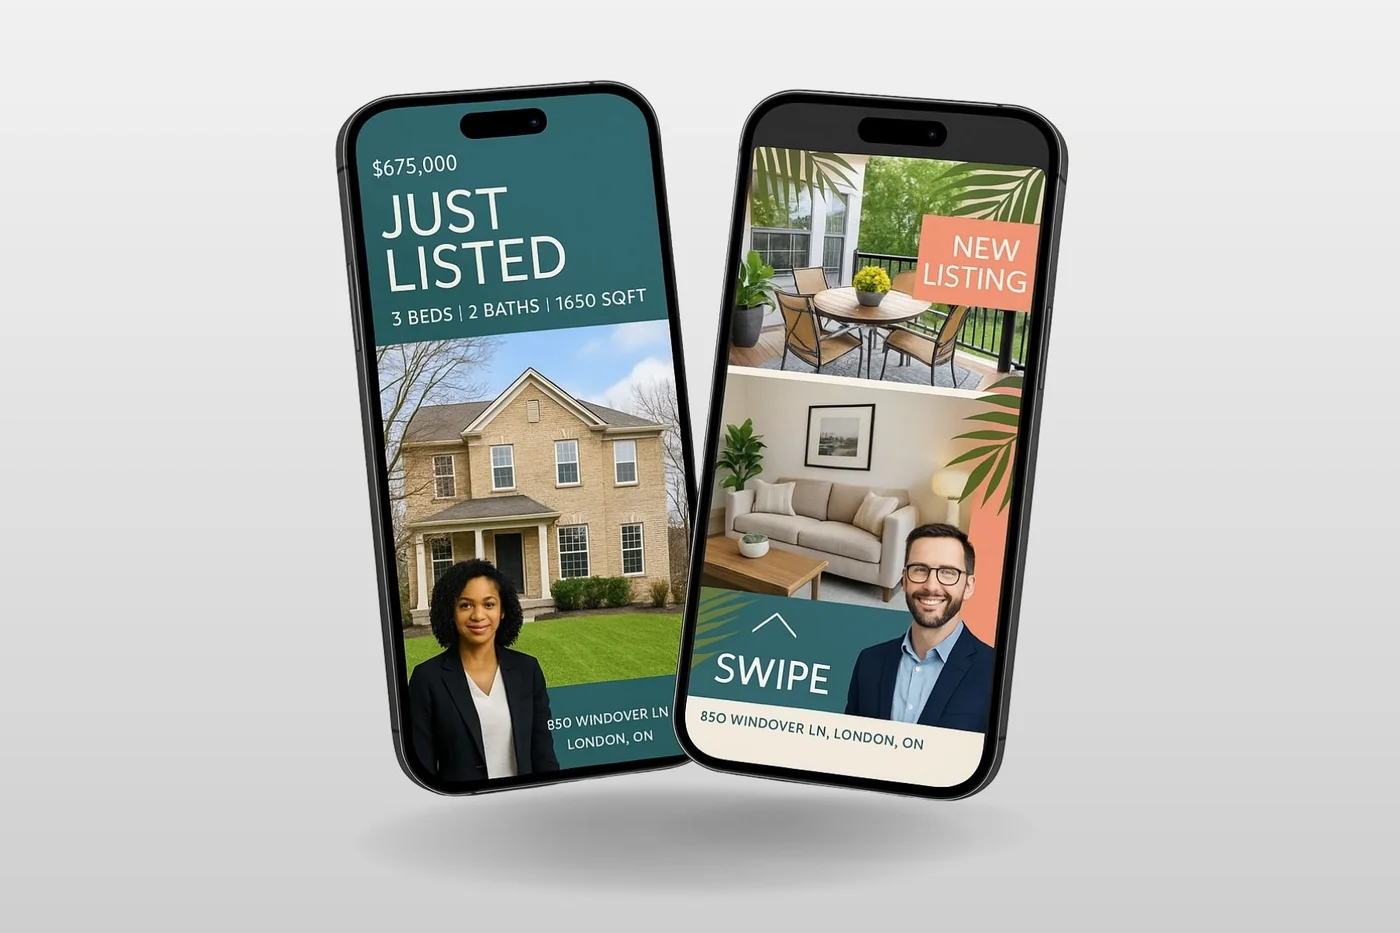 $675,000
JUST
LISTED
3 BEDS | 2 BATHS | 1650 SQFT
850 WINDOVER LN
LONDON, ON
NEW
LISTING
SWIPE
850 WINDOVER LN, LONDON, ON